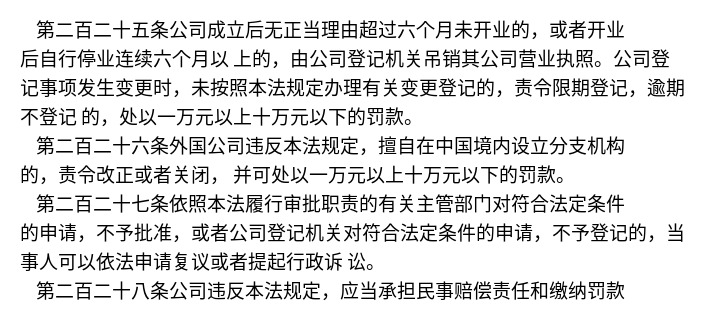 第二百二十五条公司成立后无正当理由超过六个月未开业的，或者开业
后自行停业连续六个月以 上的，由公司登记机关吊销其公司营业执照。公司登
记事项发生变更时，未按照本法规定办理有关变更登记的，责令限期登记，逾期
不登记 的，处以一万元以上十万元以下的罚款。
第二百二十六条外国公司违反本法规定，擅自在中国境内设立分支机构
的，责令改正或者关闭， 并可处以一万元以上十万元以下的罚款。
第二百二十七条依照本法履行审批职责的有关主管部门对符合法定条件
的申请，不予批准，或者公司登记机关对符合法定条件的申请，不予登记的，当
事人可以依法申请复议或者提起行政诉 讼。
第二百二十八条公司违反本法规定，应当承担民事赔偿责任和缴纳罚款